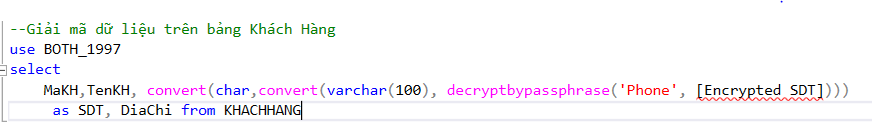 --Giải mã dữ liệu trên bảng Khách Hàng
use BOTH_1997
select
MaKH,TenKH, convert(char,convert(varchar(100), decryptbypassphrase('Phone', [Encrypted SDT])))
as SDT, DiaChi from KHACHHANG